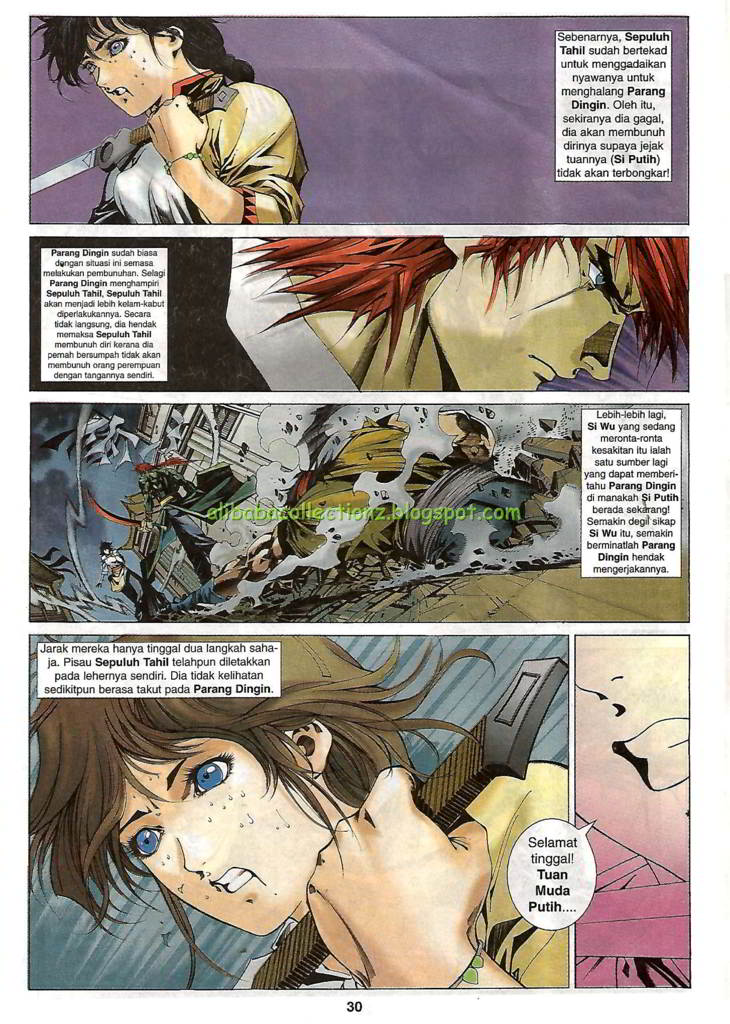 Sebenarnya, Sepuluh
Tahil sudah bertekad
untuk menggadaikan
nyawanya untuk
menghalang Parang
Dingin. Oleh itu,
sekiranya dia gagal,
dia akan membunuh
dirinya supaya jejak
tuannya (Si Putih)
tidak akan terbongkar!
Parang Dingin sudah biasa
dengan situasi ini semasa
melakukan pembunuhan. Selagi
Parang Dingin menghampiri
Sepuluh Tahil, Sepuluh Tahil
akan menjadi lebih kelam-kabut
diperlakukannya. Secara
tidak langsung, dia hendak
memaksa Sepuluh Tahil
membunuh diri kerana dia
pernah bersumpah tidak akan
membunuh orang perempuan
dengan tangannya sendiri.
Lebih-lebih lagi,
Si Wu yang sedang
meronta-ronta
kesakitan itu ialah
satu sumber lagi
yang dapat memberi-
tahu Parang Dingin
di manakah Si Putih
berada sekarang!
Semakin degil sikap
Si Wu itu, semakin
berminatlah Parang
Dingin hendak
mengerjakannya.
alibabacollectionz.blogspot.com
Jarak mereka hanya tinggal dua langkah saha-
ja. Pisau Sepuluh Tahil telahpun diletakkan
pada lehernya sendiri. Dia tidak kelihatan
sedikitpun berasa takut pada Parang Dingin.
Selamat
tinggal!
Tuan
Muda
Putih....
30